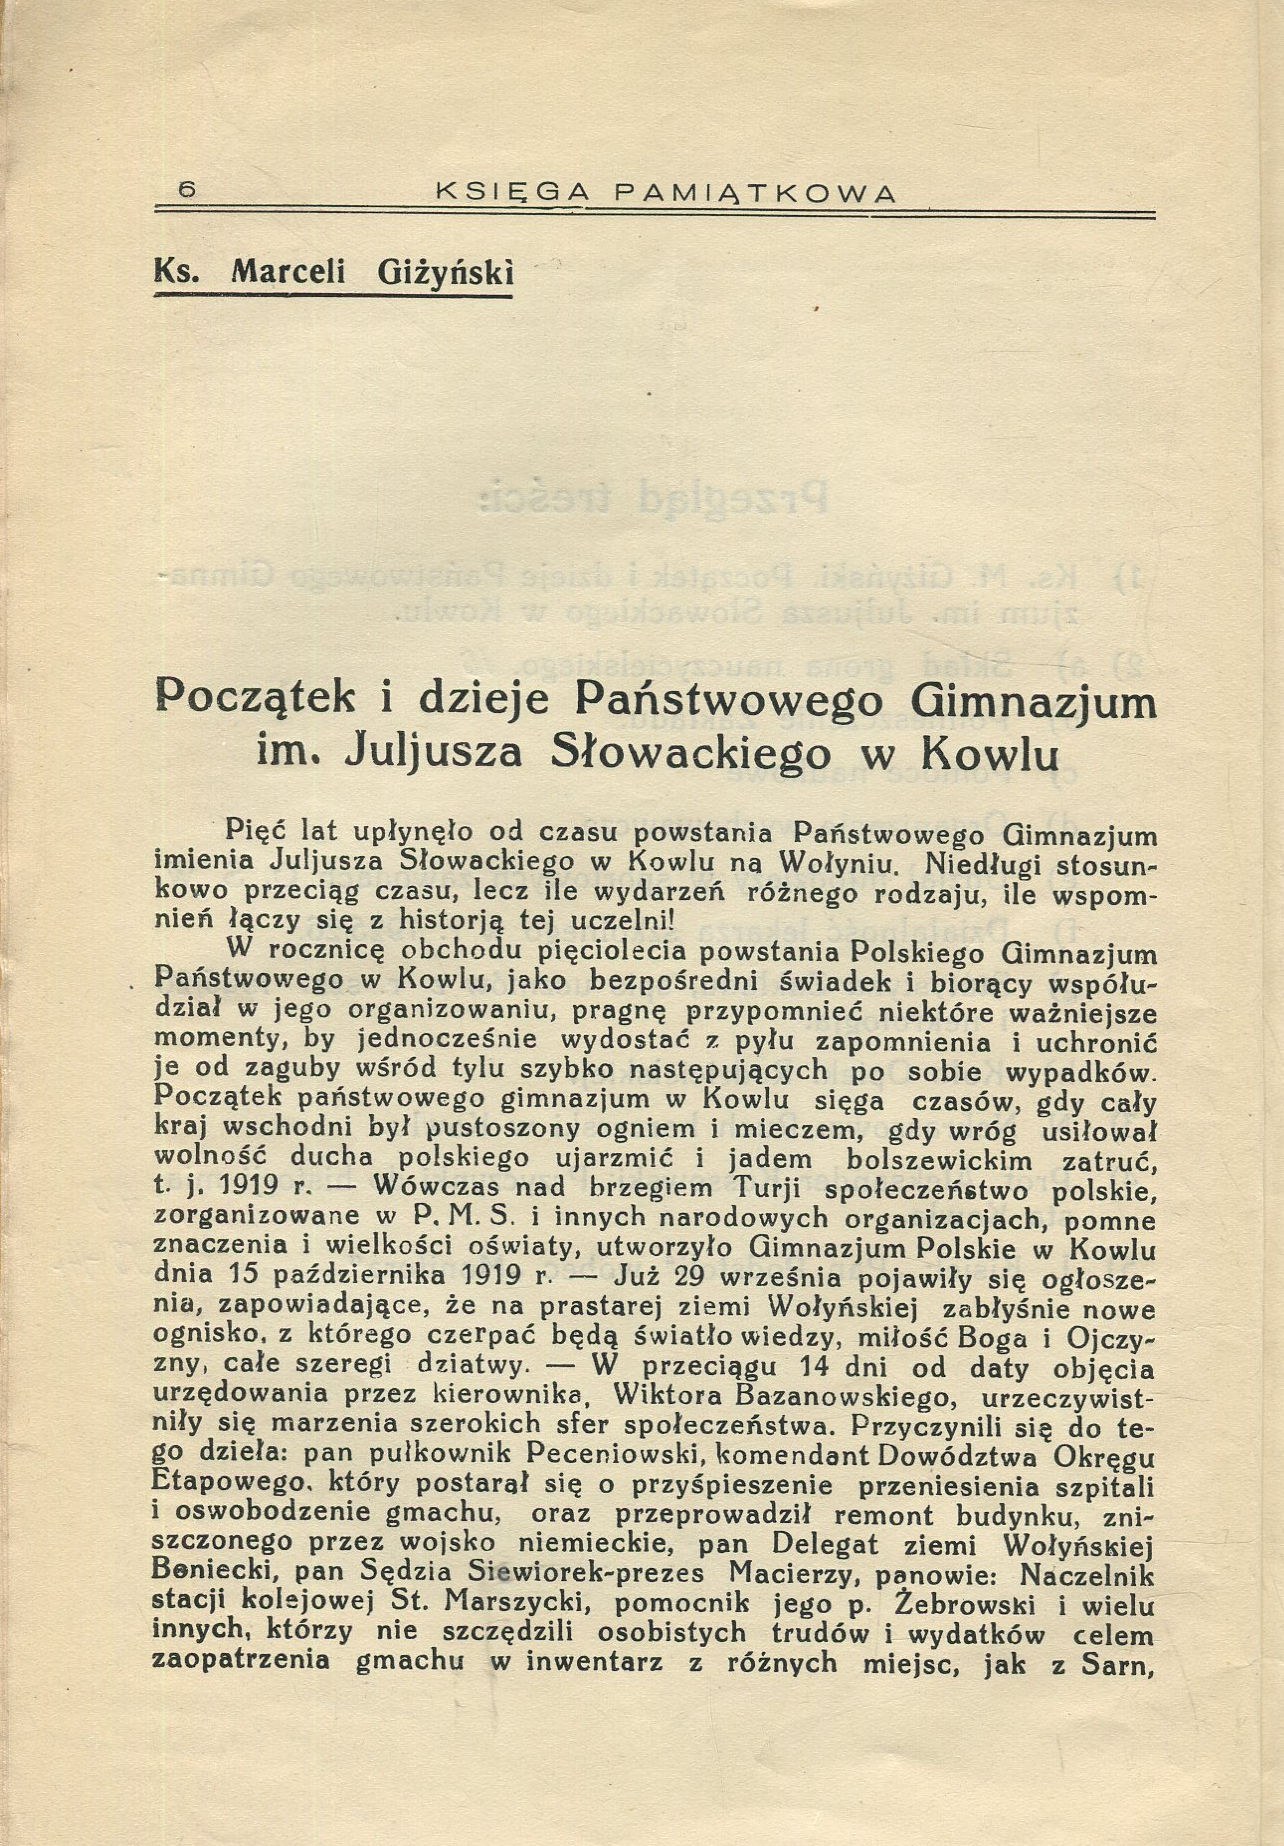 6 KSIĘGA PAMIĄTKOWA
Ks. Marceli Giżyński
Początek i dzieje Państwowego Gimnazjum
im. Juljusza Słowackiego w Kowlu
Pięć lat upłynęło od czasu powstania Państwowego Gimnazjum
imienia Juljusza Słowackiego w Kowlu na Wołyniu. Niedługi stosun-
kowo przeciąg czasu, lecz ile wydarzeń różnego rodzaju, ile wspom-
nień łączy się z historją tej uczelni!
W rocznicę obchodu pięciolecia powstania Polskiego Gimnazjum
Państwowego w Kowlu, jako bezpośredni świadek i biorący współu-
dział w jego organizowaniu, pragnę przypomnieć niektóre ważniejsze
momenty, by jednocześnie wydostać z pyłu zapomnienia i uchronić
je od zaguby wśród tylu szybko następujących po sobie wypadków.
Początek państwowego gimnazjum w Kowlu sięga czasów, gdy cały
kraj wschodni był pustoszony ogniem i mieczem, gdy wróg usiłował
wolność ducha polskiego ujarzmić i jadem bolszewickim zatruć,
t. j. 1919 r. — Wówczas nad brzegiem Turji społeczeństwo polskie,
zorganizowane w P. M. S. i innych narodowych organizacjach, pomne
znaczenia i wielkości oświaty, utworzyło Gimnazjum Polskie w Kowlu
dnia 15 października 1919 r. — Już 29 września pojawiły się ogłosze-
nia, zapowiadające, że na prastarej ziemi Wołyńskiej zabłyśnie nowe
ognisko, z którego czerpać będą światło wiedzy, miłość Boga i Ojczy-
zny, całe szeregi dziatwy. — W przeciągu 14 dni od daty objęcia
urzędowania przez kierownika, Wiktora Bazanowskiego, urzeczywist-
niły się marzenia szerokich sfer społeczeństwa. Przyczynili się do te-
go dzieła: pan pułkownik Peceniowski, komendant Dowództwa Okręgu
Etapowego, który postarał się o przyśpieszenie przeniesienia szpitali
i oswobodzenie gmachu, oraz przeprowadził remont budynku, zni-
szczonego przez wojsko niemieckie, pan Delegat ziemi Wołyńskiej
Beniecki, pan Sędzia Siewiorek-prezes Macierzy, panowie: Naczelnik
stacji kolejowej St. Marszycki, pomocnik jego p. Żebrowski i wielu
innych, którzy nie szczędzili osobistych trudów i wydatków celem
zaopatrzenia gmachu w inwentarz z różnych miejsc, jak z Sarn,